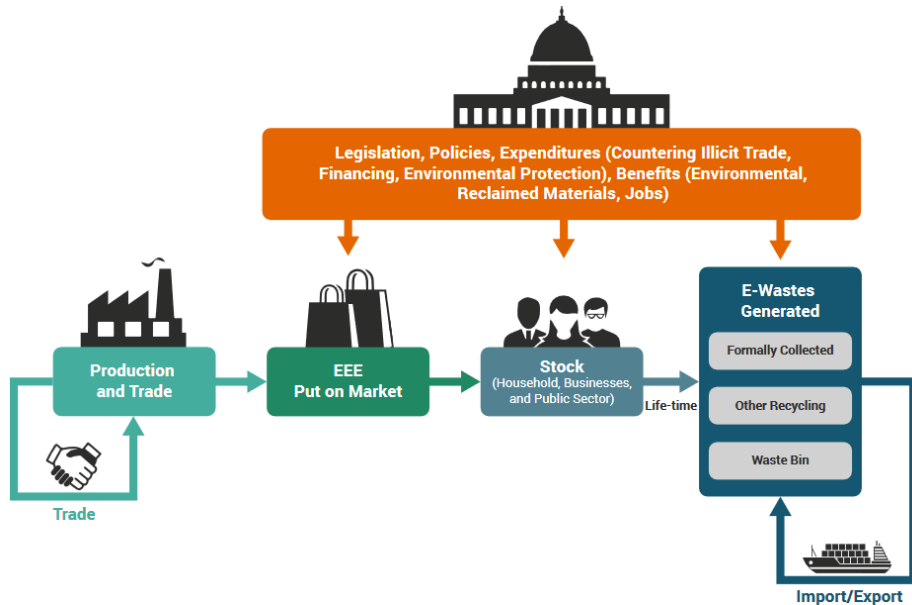 Legislation, Policies, Expenditures (Countering Illicit Trade,
Financing, Environmental Protection), Benefits (Environmental,
Reclaimed Materials, Jobs)
Production
and Trade
Trade
EEE
Put on Market
Stock
(Household, Businesses,
and Public Sector)
Life-time
E-Wastes
Generated
Formally Collected
Other Recycling
Waste Bin
Import/Export